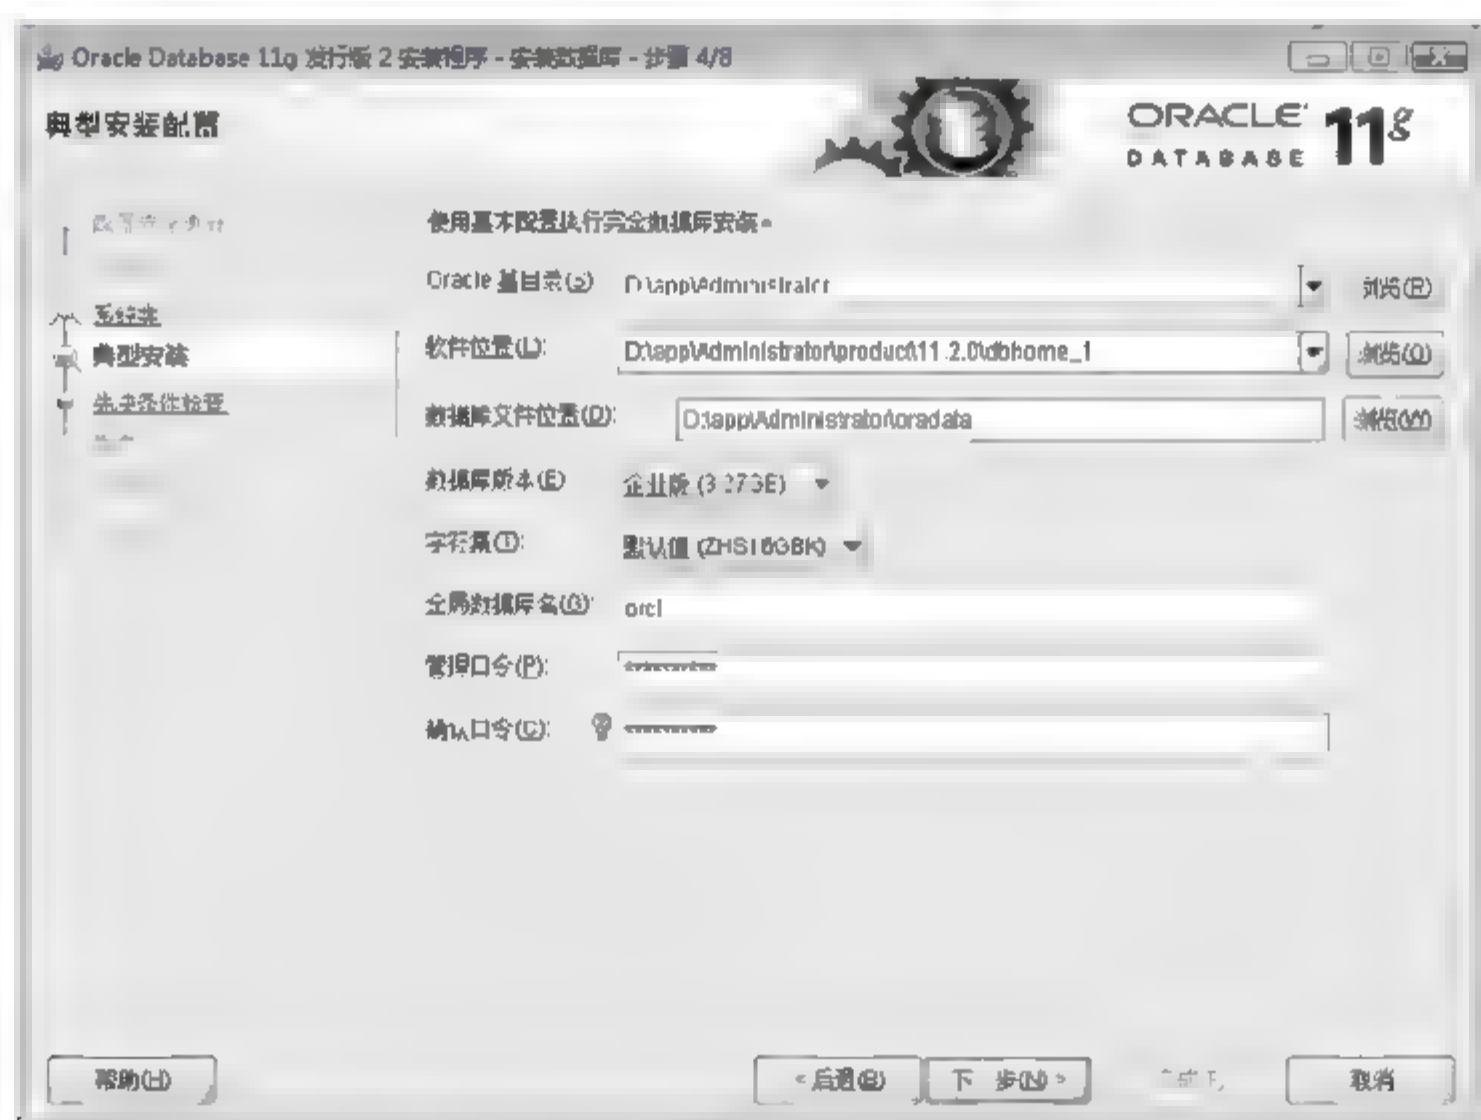 Oracle Database 11g 发行版 2 安装程序 - 安装数据库 - 步骤 4/8
典型安装配置
ORACLE
DATABASE 11g
使用基本配置执行完全数据库安装。
Oracle 基目录(S)
D:\app\Administrator
浏览(R)
系统类
典型安装
软件位置(L):
D:\app\Administrator\product\11.2.0\dbhome_1
浏览(O)
先决条件检查
数据库文件位置(D):
D:\app\Administrator\oradata
浏览(W)
数据库版本(E)
企业版 (3.27GB)
字符集(T):
默认值 (ZHS16GBK)
全局数据库名(G):
orcl
管理口令(P):
确认口令(C):
帮助(H)
< 后退(B)
下 步(N) >
取消